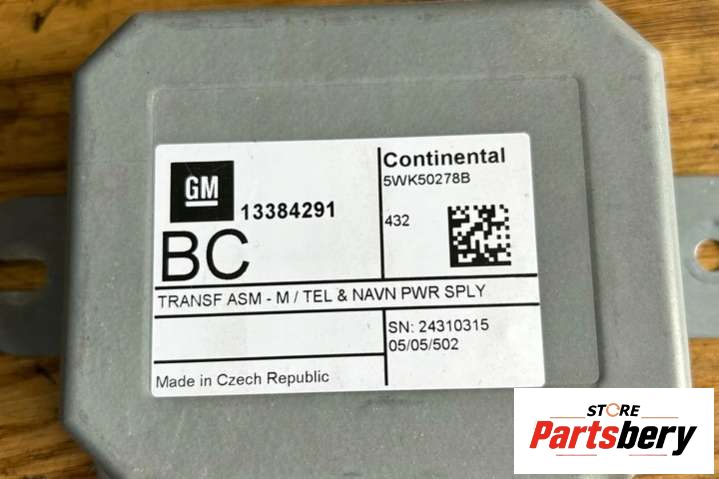 GM
13384291
BC
Continental
5WK50278B
432
TRANSF ASM - M / TEL & NAVN PWR SPLY
SN: 24310315
05/05/502
Made in Czech Republic
STORE
Partsbery